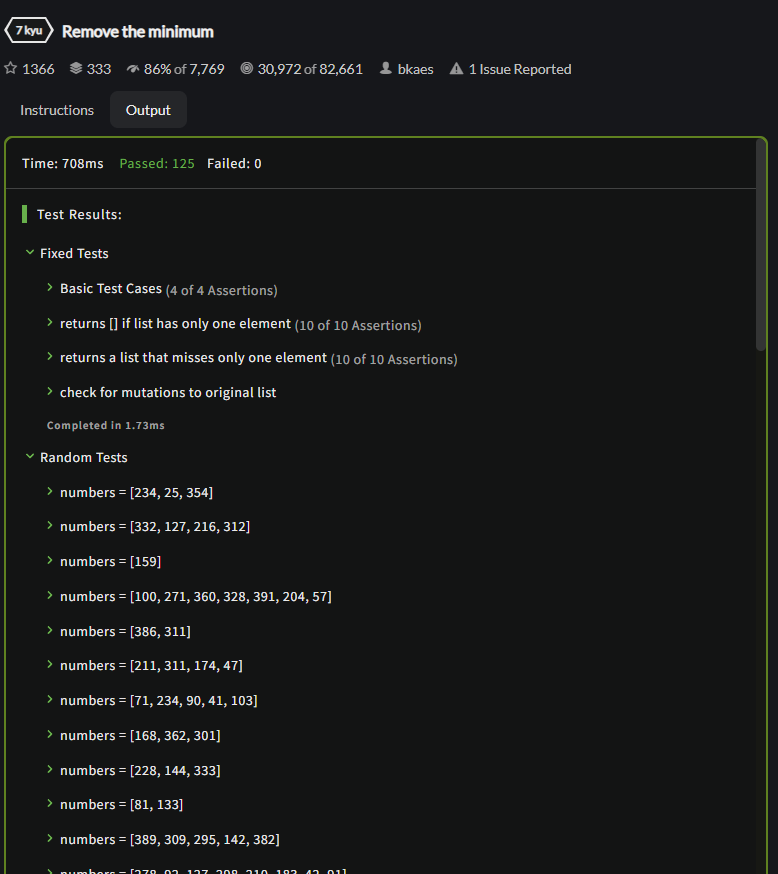 7 kyu Remove the minimum
1366 333 86% of 7,769 30,972 of 82,661 bkaes 1 Issue Reported
Instructions Output
Time: 708ms Passed: 125 Failed: 0
Test Results:
Fixed Tests
Basic Test Cases (4 of 4 Assertions)
returns [] if list has only one element (10 of 10 Assertions)
returns a list that misses only one element (10 of 10 Assertions)
check for mutations to original list
Completed in 1.73ms
Random Tests
numbers = [234, 25, 354]
numbers = [332, 127, 216, 312]
numbers = [159]
numbers = [100, 271, 360, 328, 391, 204, 57]
numbers = [386, 311]
numbers = [211, 311, 174, 47]
numbers = [71, 234, 90, 41, 103]
numbers = [168, 362, 301]
numbers = [228, 144, 333]
numbers = [81, 133]
numbers = [389, 309, 295, 142, 382]
numbers =